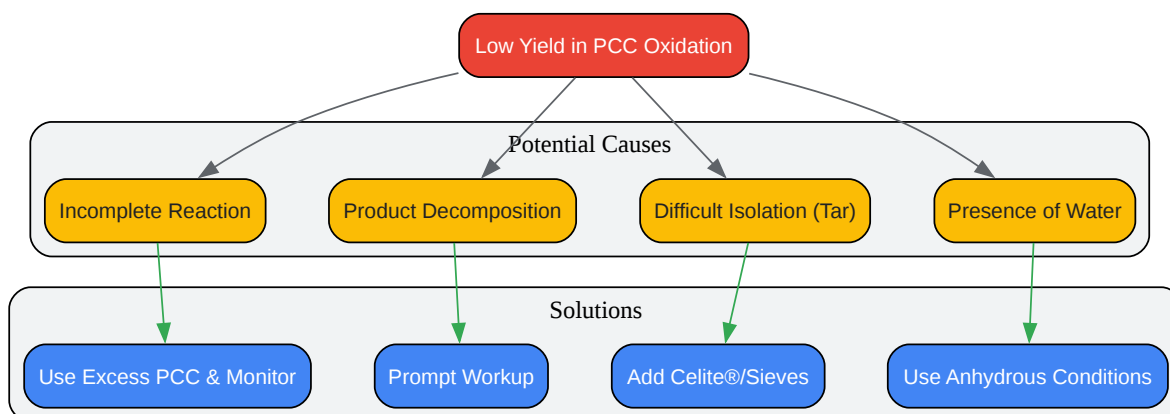 Low Yield in PCC Oxidation
Potential Causes
Incomplete Reaction
Product Decomposition
Difficult Isolation (Tar)
Presence of Water
Solutions
Use Excess PCC & Monitor
Prompt Workup
Add Celite®/Sieves
Use Anhydrous Conditions